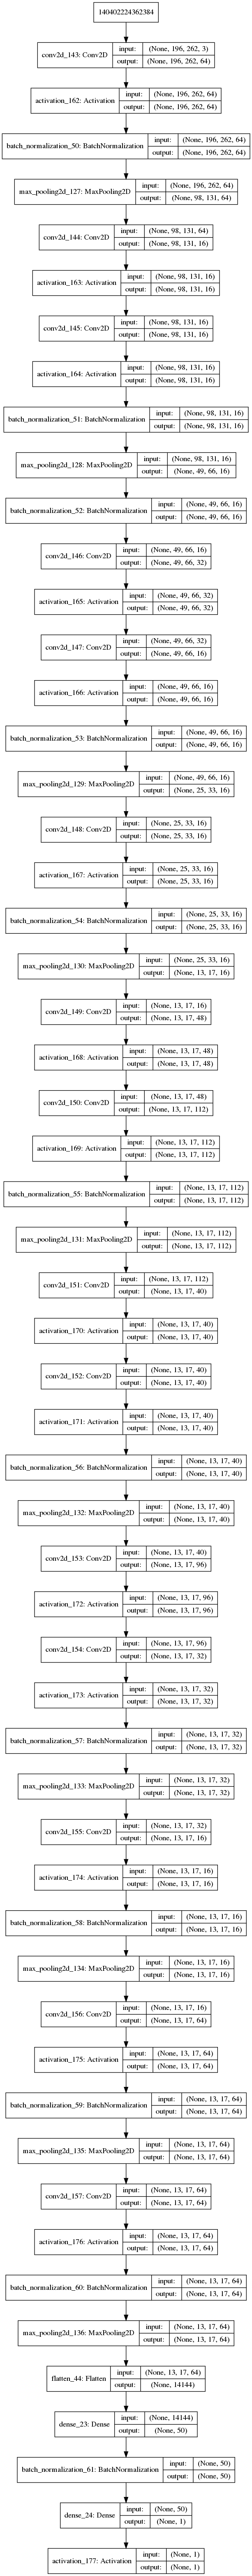 140402224362384
conv2d_143: Conv2D input: (None, 196, 262, 3)
output: (None, 196, 262, 64)
activation_162: Activation input: (None, 196, 262, 64)
output: (None, 196, 262, 64)
batch_normalization_50: BatchNormalization input: (None, 196, 262, 64)
output: (None, 196, 262, 64)
max_pooling2d_127: MaxPooling2D input: (None, 196, 262, 64)
output: (None, 98, 131, 64)
conv2d_144: Conv2D input: (None, 98, 131, 64)
output: (None, 98, 131, 16)
activation_163: Activation input: (None, 98, 131, 16)
output: (None, 98, 131, 16)
conv2d_145: Conv2D input: (None, 98, 131, 16)
output: (None, 98, 131, 16)
activation_164: Activation input: (None, 98, 131, 16)
output: (None, 98, 131, 16)
batch_normalization_51: BatchNormalization input: (None, 98, 131, 16)
output: (None, 98, 131, 16)
max_pooling2d_128: MaxPooling2D input: (None, 98, 131, 16)
output: (None, 49, 66, 16)
batch_normalization_52: BatchNormalization input: (None, 49, 66, 16)
output: (None, 49, 66, 16)
conv2d_146: Conv2D input: (None, 49, 66, 16)
output: (None, 49, 66, 32)
activation_165: Activation input: (None, 49, 66, 32)
output: (None, 49, 66, 32)
conv2d_147: Conv2D input: (None, 49, 66, 32)
output: (None, 49, 66, 16)
activation_166: Activation input: (None, 49, 66, 16)
output: (None, 49, 66, 16)
batch_normalization_53: BatchNormalization input: (None, 49, 66, 16)
output: (None, 49, 66, 16)
max_pooling2d_129: MaxPooling2D input: (None, 49, 66, 16)
output: (None, 25, 33, 16)
conv2d_148: Conv2D input: (None, 25, 33, 16)
output: (None, 25, 33, 16)
activation_167: Activation input: (None, 25, 33, 16)
output: (None, 25, 33, 16)
batch_normalization_54: BatchNormalization input: (None, 25, 33, 16)
output: (None, 25, 33, 16)
max_pooling2d_130: MaxPooling2D input: (None, 25, 33, 16)
output: (None, 13, 17, 16)
conv2d_149: Conv2D input: (None, 13, 17, 16)
output: (None, 13, 17, 48)
activation_168: Activation input: (None, 13, 17, 48)
output: (None, 13, 17, 48)
conv2d_150: Conv2D input: (None, 13, 17, 48)
output: (None, 13, 17, 112)
activation_169: Activation input: (None, 13, 17, 112)
output: (None, 13, 17, 112)
batch_normalization_55: BatchNormalization input: (None, 13, 17, 112)
output: (None, 13, 17, 112)
max_pooling2d_131: MaxPooling2D input: (None, 13, 17, 112)
output: (None, 13, 17, 112)
conv2d_151: Conv2D input: (None, 13, 17, 112)
output: (None, 13, 17, 40)
activation_170: Activation input: (None, 13, 17, 40)
output: (None, 13, 17, 40)
conv2d_152: Conv2D input: (None, 13, 17, 40)
output: (None, 13, 17, 40)
activation_171: Activation input: (None, 13, 17, 40)
output: (None, 13, 17, 40)
batch_normalization_56: BatchNormalization input: (None, 13, 17, 40)
output: (None, 13, 17, 40)
max_pooling2d_132: MaxPooling2D input: (None, 13, 17, 40)
output: (None, 13, 17, 40)
conv2d_153: Conv2D input: (None, 13, 17, 40)
output: (None, 13, 17, 96)
activation_172: Activation input: (None, 13, 17, 96)
output: (None, 13, 17, 96)
conv2d_154: Conv2D input: (None, 13, 17, 96)
output: (None, 13, 17, 32)
activation_173: Activation input: (None, 13, 17, 32)
output: (None, 13, 17, 32)
batch_normalization_57: BatchNormalization input: (None, 13, 17, 32)
output: (None, 13, 17, 32)
max_pooling2d_133: MaxPooling2D input: (None, 13, 17, 32)
output: (None, 13, 17, 32)
conv2d_155: Conv2D input: (None, 13, 17, 32)
output: (None, 13, 17, 16)
activation_174: Activation input: (None, 13, 17, 16)
output: (None, 13, 17, 16)
batch_normalization_58: BatchNormalization input: (None, 13, 17, 16)
output: (None, 13, 17, 16)
max_pooling2d_134: MaxPooling2D input: (None, 13, 17, 16)
output: (None, 13, 17, 16)
conv2d_156: Conv2D input: (None, 13, 17, 16)
output: (None, 13, 17, 64)
activation_175: Activation input: (None, 13, 17, 64)
output: (None, 13, 17, 64)
batch_normalization_59: BatchNormalization input: (None, 13, 17, 64)
output: (None, 13, 17, 64)
max_pooling2d_135: MaxPooling2D input: (None, 13, 17, 64)
output: (None, 13, 17, 64)
conv2d_157: Conv2D input: (None, 13, 17, 64)
output: (None, 13, 17, 64)
activation_176: Activation input: (None, 13, 17, 64)
output: (None, 13, 17, 64)
batch_normalization_60: BatchNormalization input: (None, 13, 17, 64)
output: (None, 13, 17, 64)
max_pooling2d_136: MaxPooling2D input: (None, 13, 17, 64)
output: (None, 13, 17, 64)
flatten_44: Flatten input: (None, 13, 17, 64)
output: (None, 14144)
dense_23: Dense input: (None, 14144)
output: (None, 50)
batch_normalization_61: BatchNormalization input: (None, 50)
output: (None, 50)
dense_24: Dense input: (None, 50)
output: (None, 1)
activation_177: Activation input: (None, 1)
output: (None, 1)